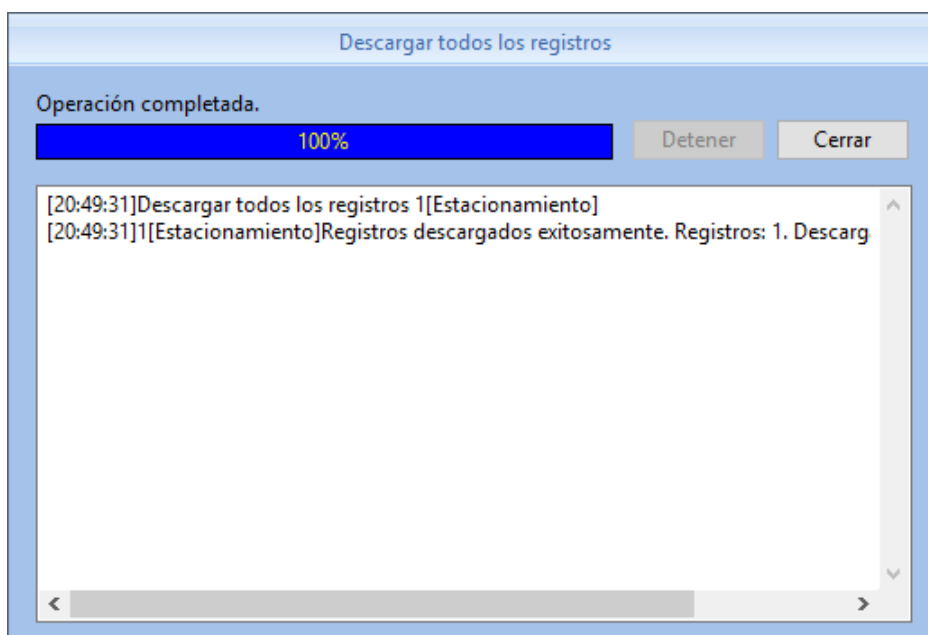 Descargar todos los registros
Operación completada.
100%
Detener
Cerrar
[20:49:31]Descargar todos los registros 1[Estacionamiento]
[20:49:31]1[Estacionamiento]Registros descargados exitosamente. Registros: 1. Descarg